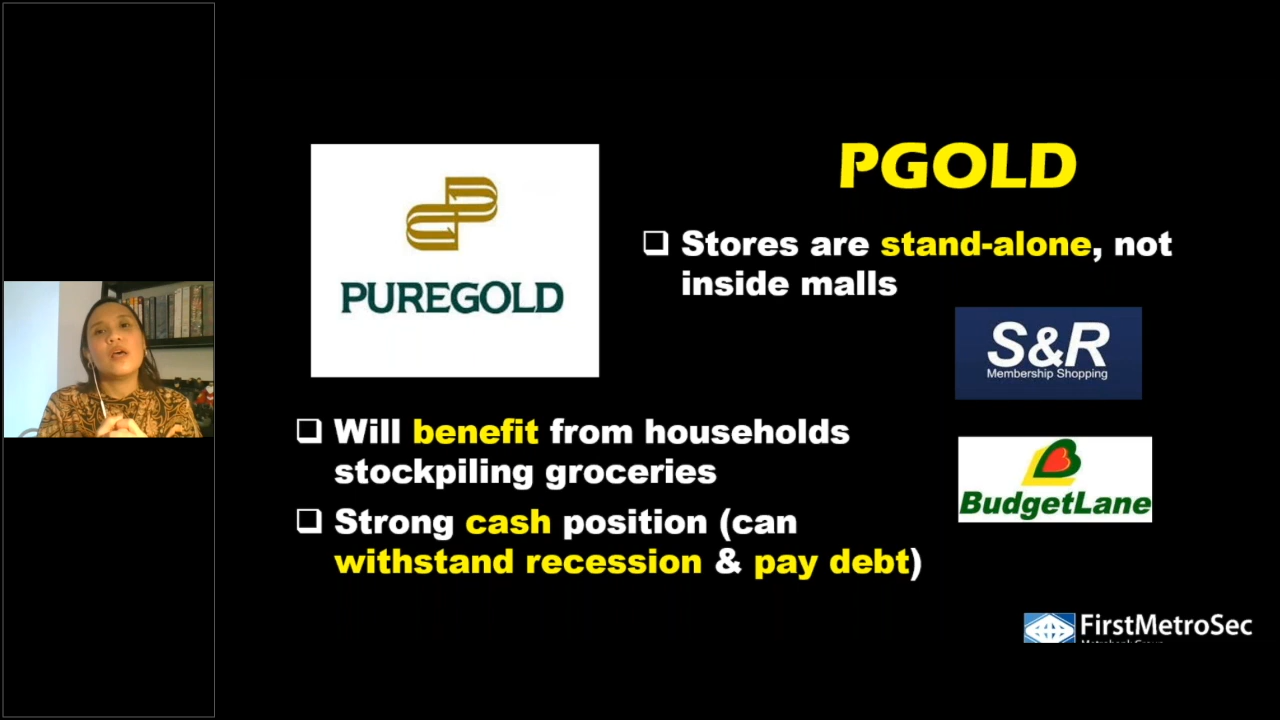 PGOLD
PUREGOLD
❑ Stores are stand-alone, not
inside malls
S&R
Membership Shopping
❑ Will benefit from households
stockpiling groceries
❑ Strong cash position (can
withstand recession & pay debt)
BudgetLane
FirstMetroSec